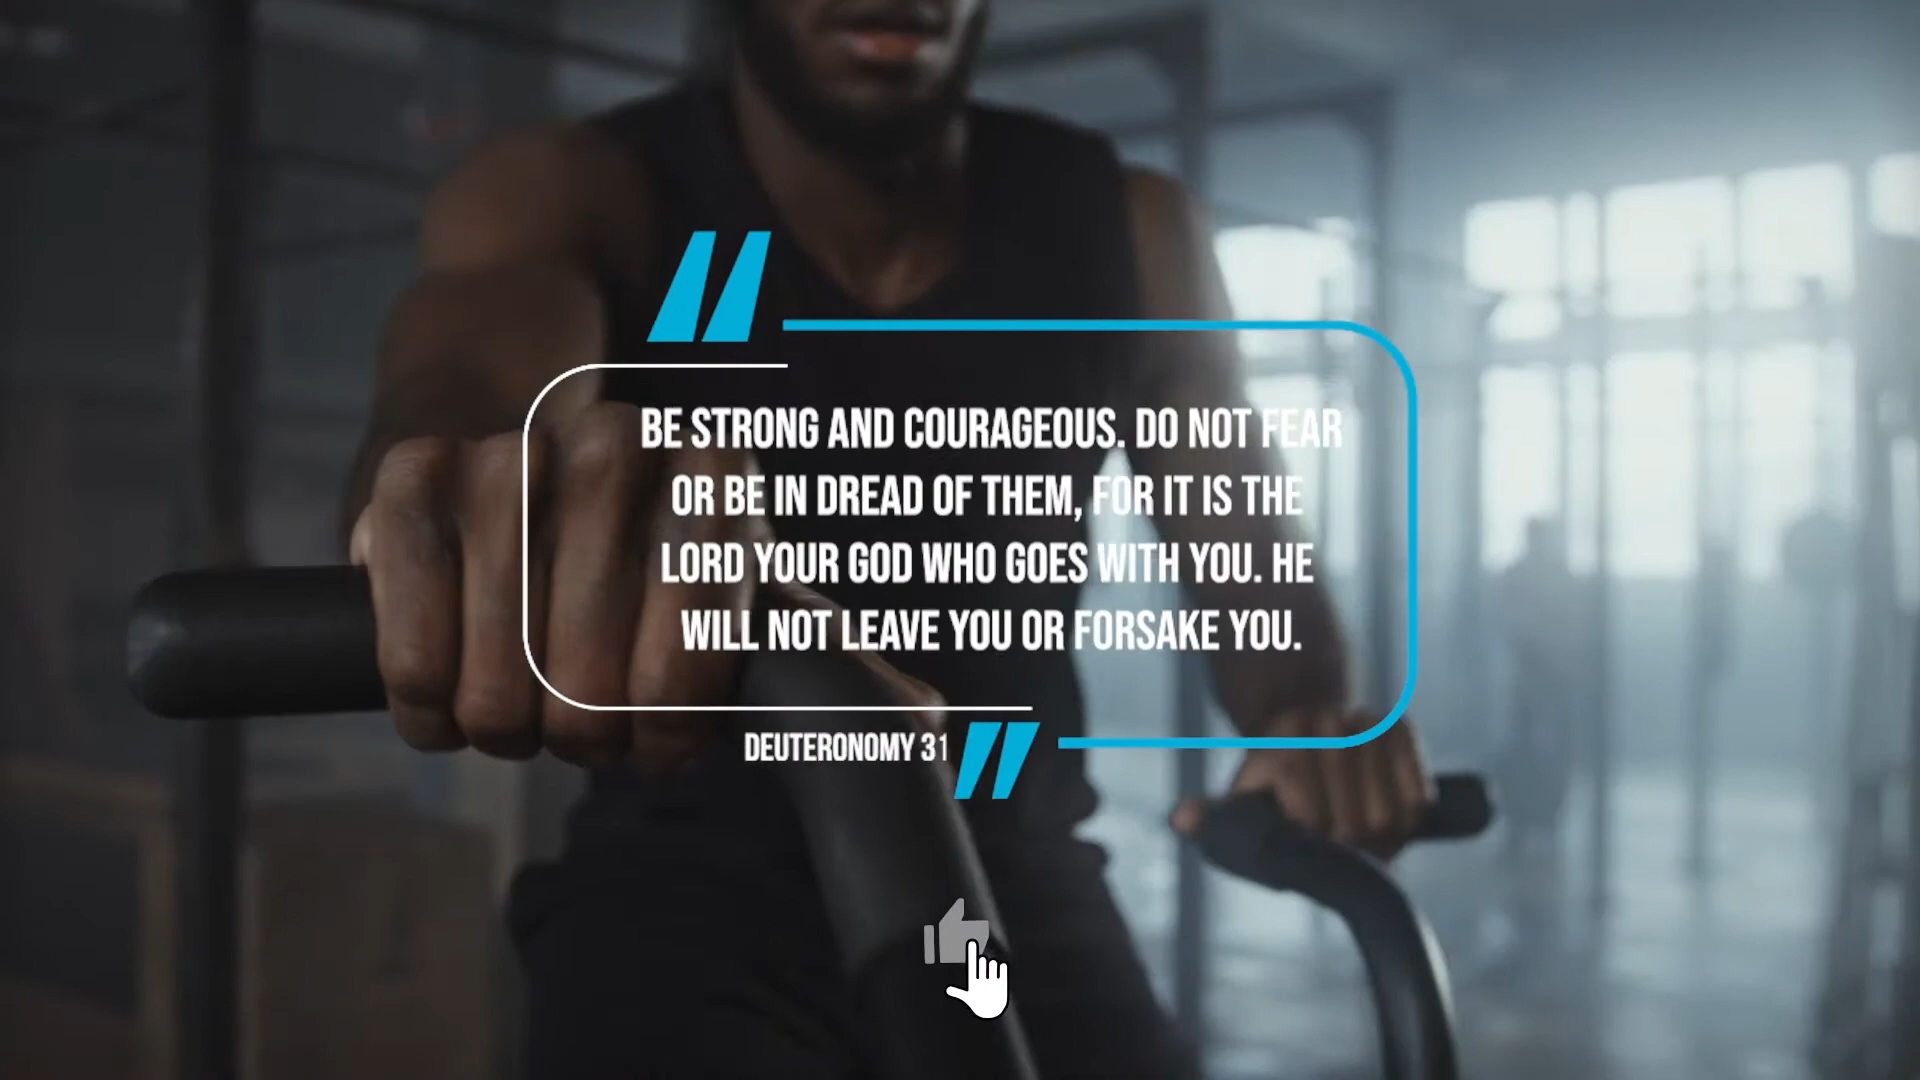 BE STRONG AND COURAGEOUS. DO NOT FEAR
OR BE IN DREAD OF THEM, FOR IT IS THE
LORD YOUR GOD WHO GOES WITH YOU. HE
WILL NOT LEAVE YOU OR FORSAKE YOU.
DEUTERONOMY 31